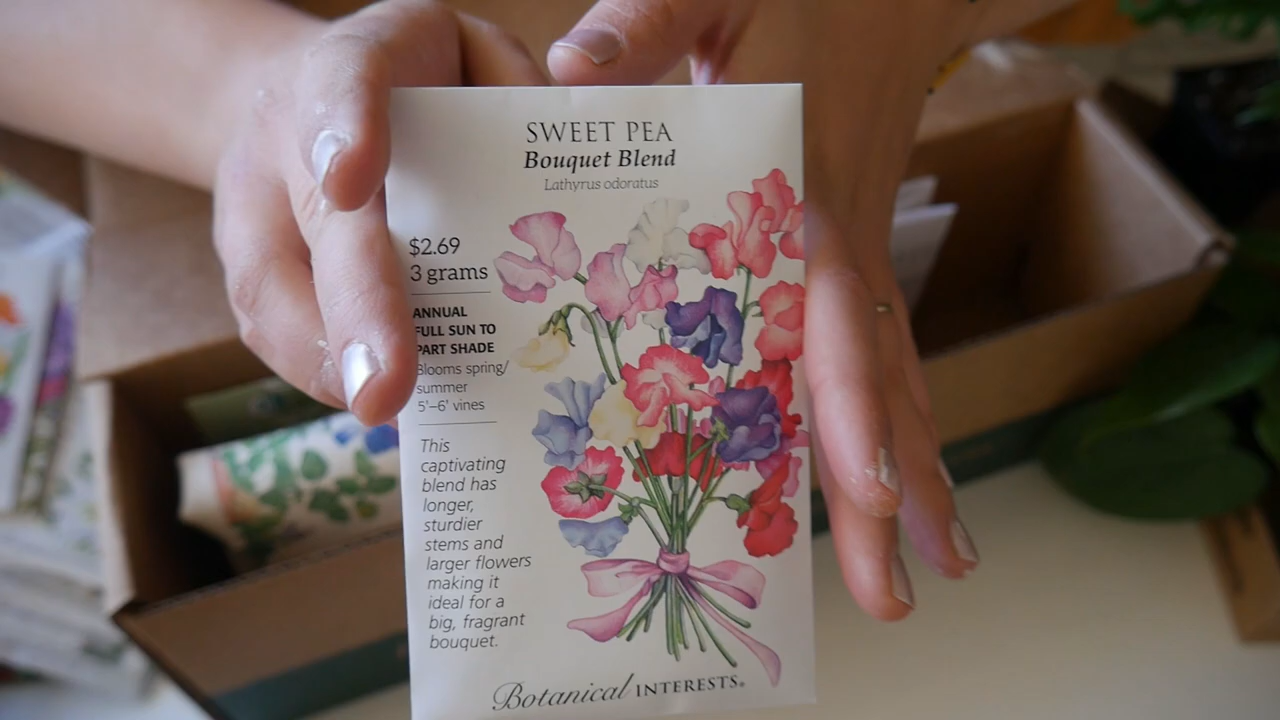 SWEET PEA
Bouquet Blend
Lathyrus odoratus
$2.69
3 grams
ANNUAL
FULL SUN TO
PART SHADE
Blooms spring/
summer
5'–6' vines
This
captivating
blend has
longer,
sturdier
stems and
larger flowers
making it
ideal for a
big, fragrant
bouquet.
Botanical INTERESTS®